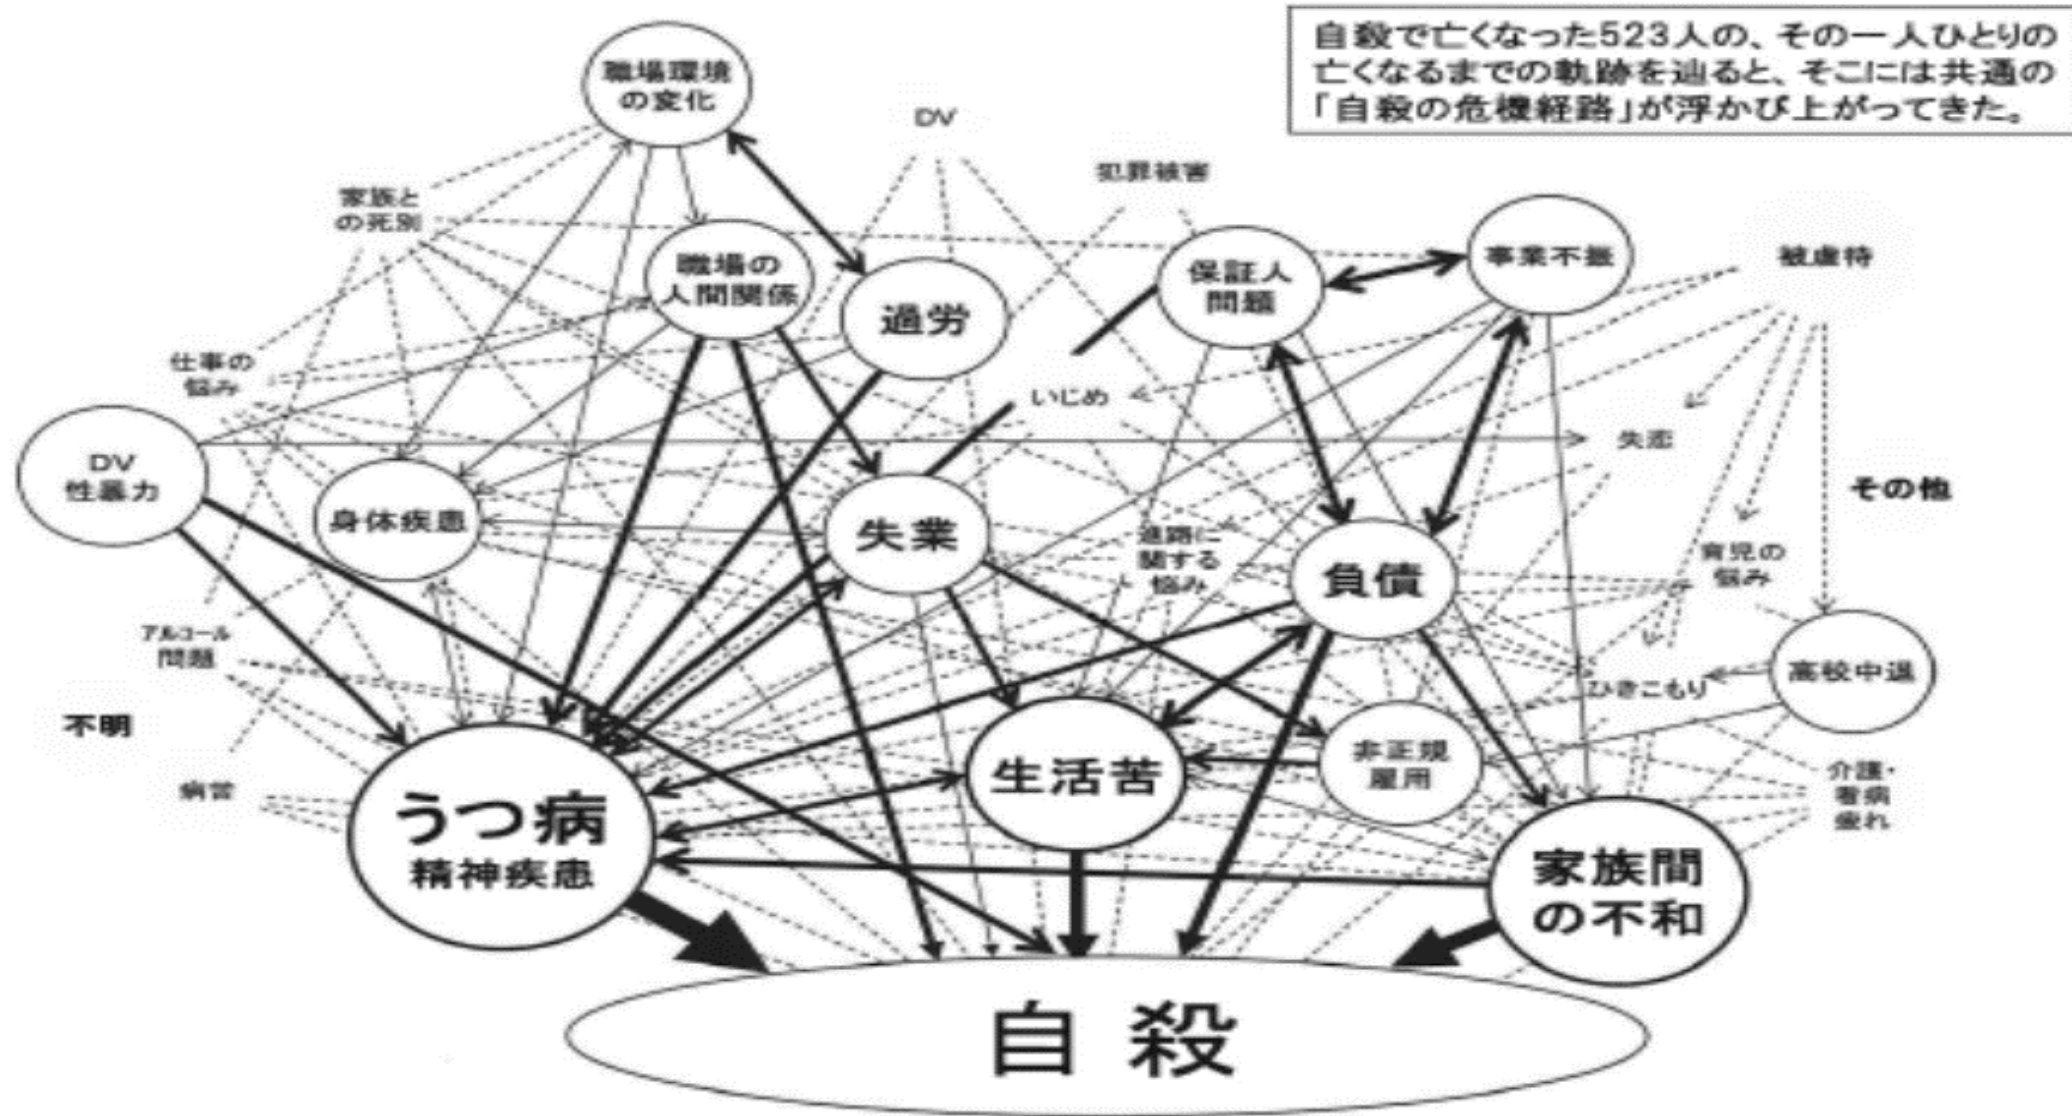 自殺で亡くなった523人の、その一人ひとりの
亡くなるまでの軌跡を辿ると、そこには共通の
「自殺の危機経路」が浮かび上がってきた。
職場環境
の変化
DV
犯罪被害
家族と
の死別
職場の
人間関係
過労
保証人
問題
事業不振
被虐待
仕事の
悩み
いじめ
失恋
DV
性暴力
身体疾患
失業
進路に
関する
悩み
負債
その他
育児の
悩み
アルコール
問題
ひきこもり
高校中退
不明
病苦
うつ病
精神疾患
生活苦
非正規
雇用
介護・
看病
疲れ
家族間
の不和
自殺